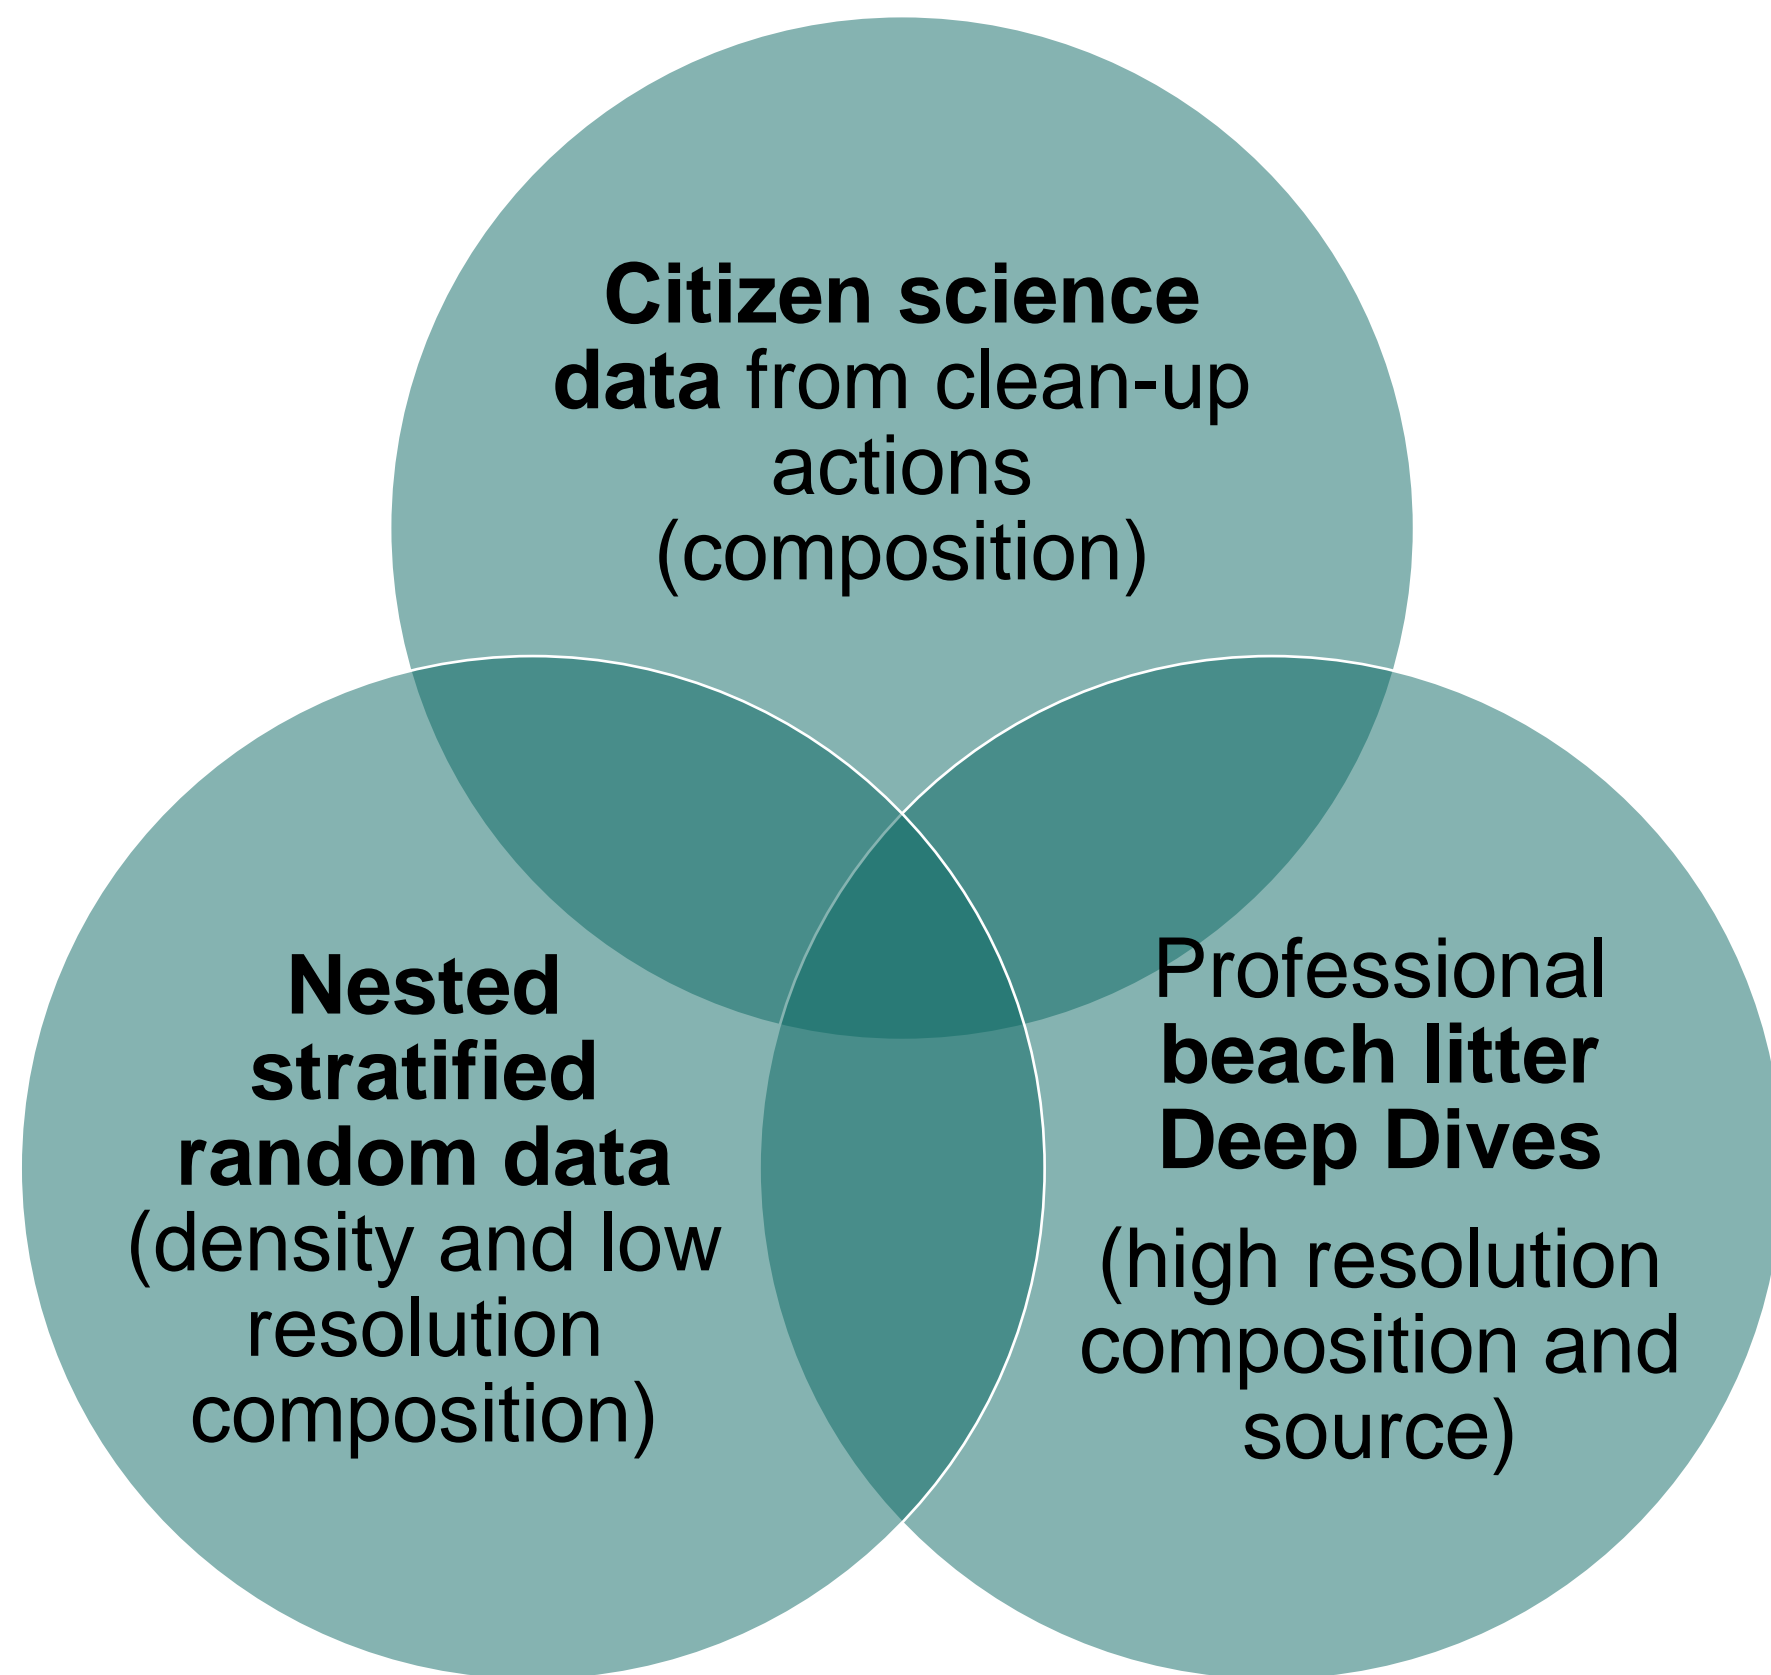 Citizen science
data from clean-up
actions
(composition)
Nested
stratified
random data
(density and low
resolution
composition)
Professional
beach litter
Deep Dives
(high resolution
composition and
source)